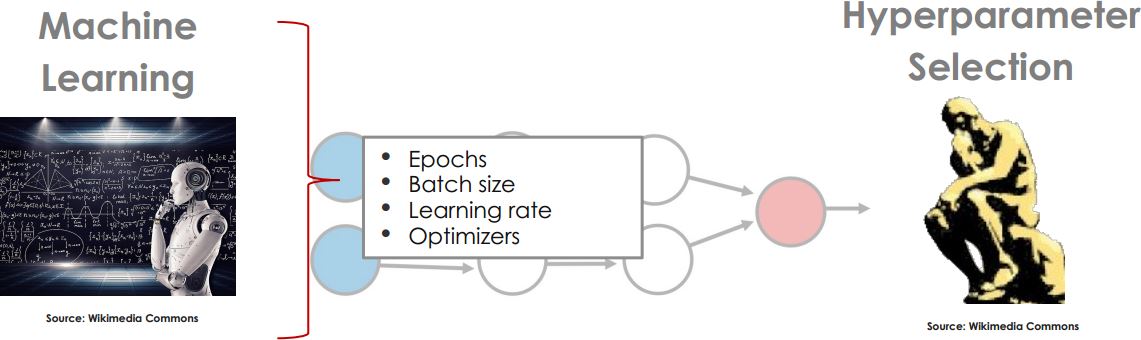 Machine
Learning
Source: Wikimedia Commons
• Epochs
• Batch size
• Learning rate
• Optimizers
Hyperparameter
Selection
Source: Wikimedia Commons